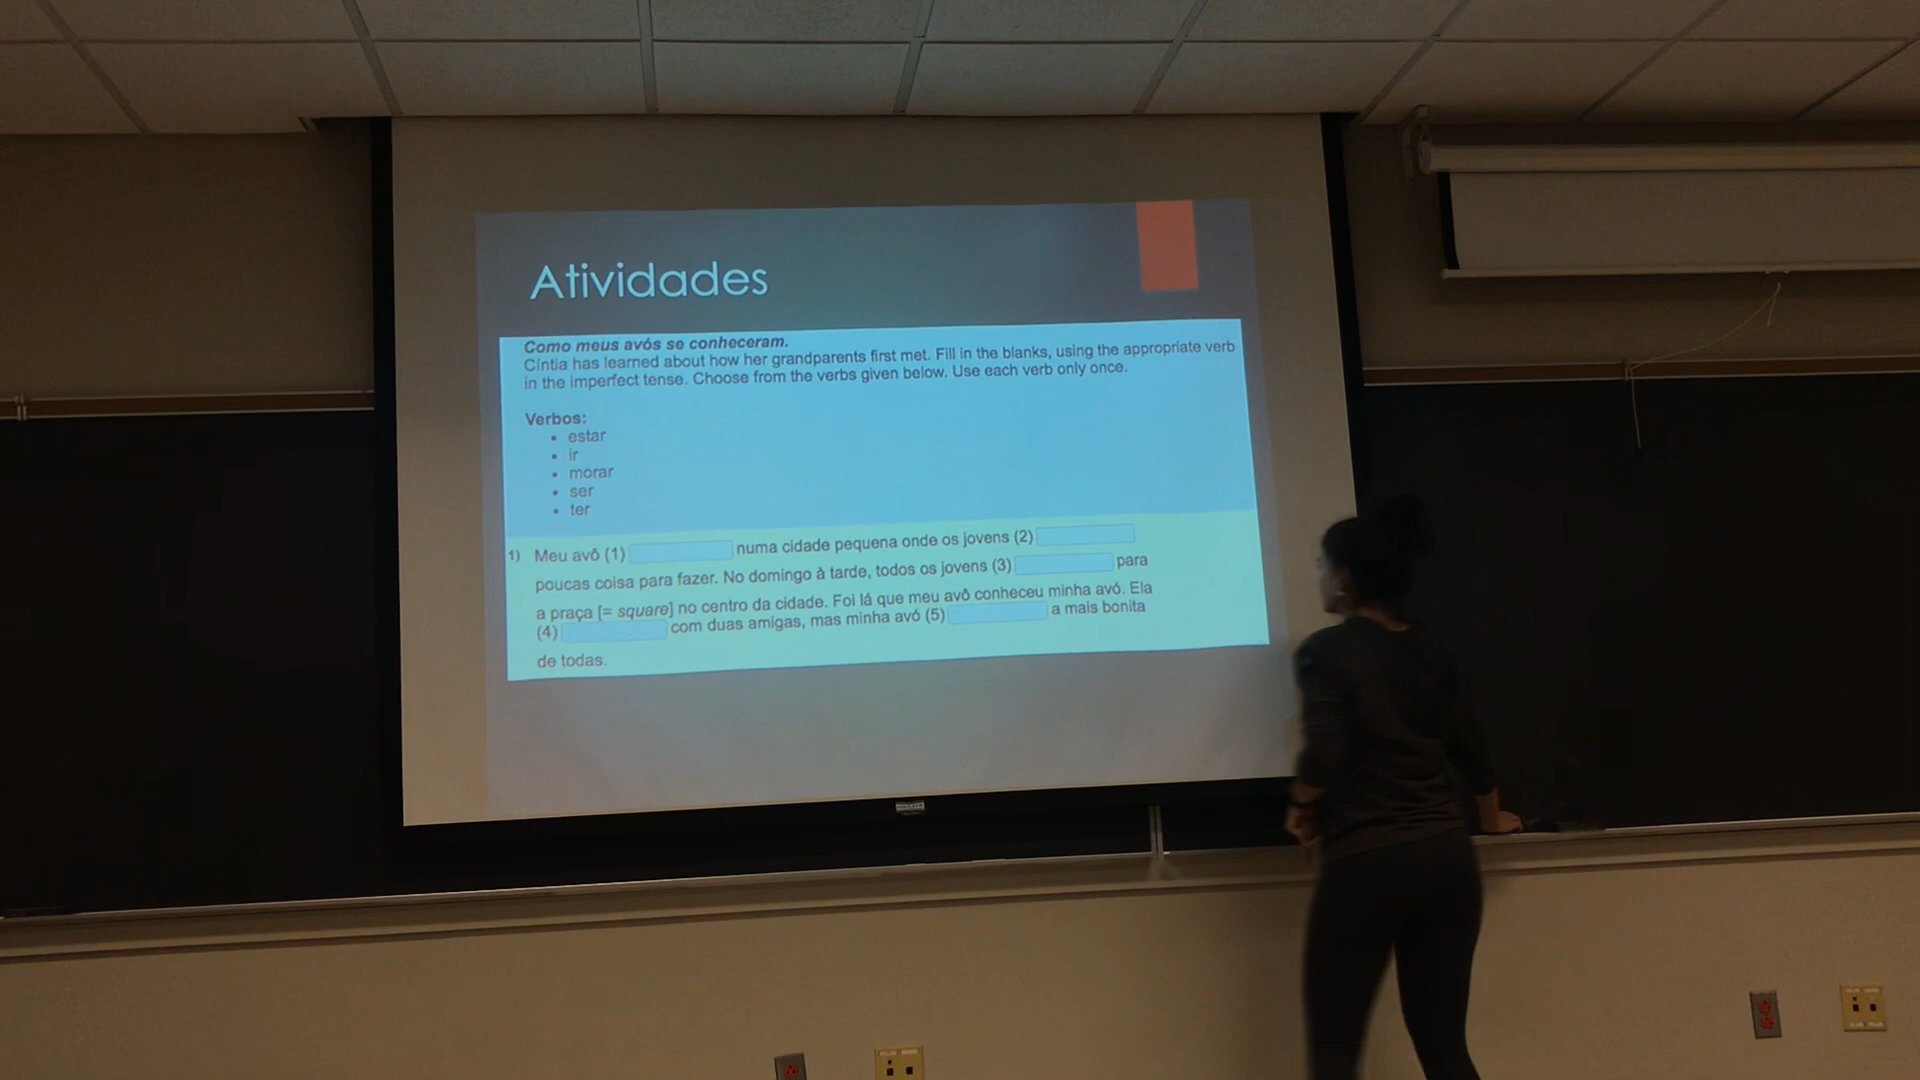 Atividades
Como meus avós se conheceram.
Cíntia has learned about how her grandparents first met. Fill in the blanks, using the appropriate verb
in the imperfect tense. Choose from the verbs given below. Use each verb only once.
Verbos:
• estar
• ir
• morar
• ser
• ter
1) Meu avô (1) numa cidade pequena onde os jovens (2)
poucas coisa para fazer. No domingo à tarde, todos os jovens (3) para
a praça [= square] no centro da cidade. Foi lá que meu avô conheceu minha avó. Ela
(4) com duas amigas, mas minha avó (5) a mais bonita
de todas.